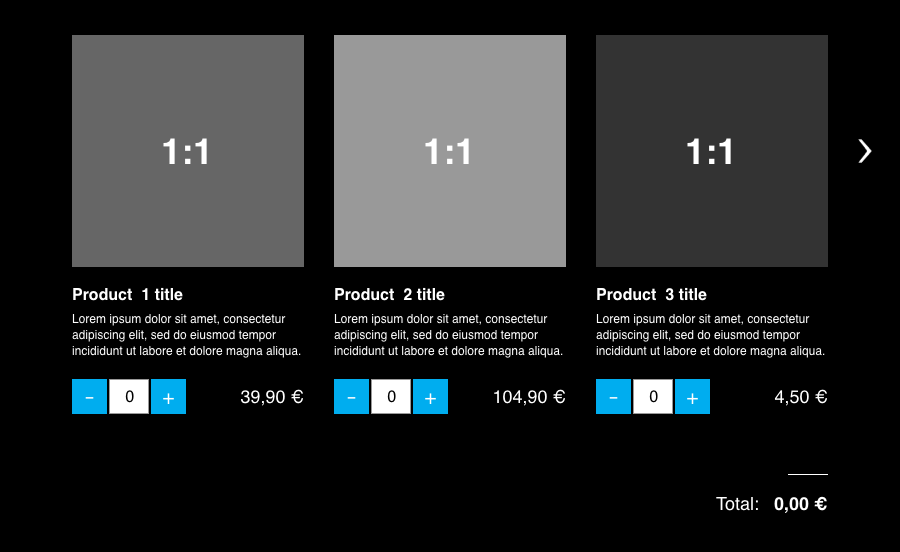 1:1
1:1
1:1
›
Product  1 title
Lorem ipsum dolor sit amet, consectetur
adipiscing elit, sed do eiusmod tempor
incididunt ut labore et dolore magna aliqua.
- 0 + 39,90 €
Product  2 title
Lorem ipsum dolor sit amet, consectetur
adipiscing elit, sed do eiusmod tempor
incididunt ut labore et dolore magna aliqua.
- 0 + 104,90 €
Product  3 title
Lorem ipsum dolor sit amet, consectetur
adipiscing elit, sed do eiusmod tempor
incididunt ut labore et dolore magna aliqua.
- 0 + 4,50 €
Total: 0,00 €